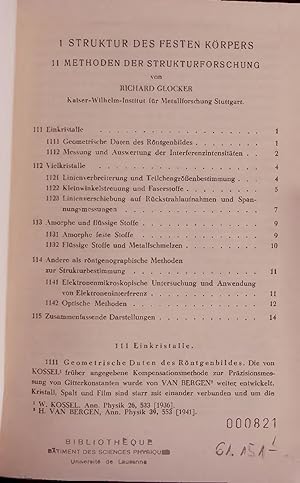 1 STRUKTUR DES FESTEN KÖRPERS
11 METHODEN DER STRUKTURFORSCHUNG
von
RICHARD GLOCKER
Kaiser-Wilhelm-Institut für Metallforschung Stuttgart.
111 Einkristalle . . . . . . . . . . . . . . . . 1
1111 Geometrische Daten des Röntgenbildes . . . . . . 1
1112 Messung und Auswertung der Interferenzintensitäten . . 2
112 Vielkristalle . . . . . . . . . . . . . . . . 4
1121 Linienverbreiterung und Teilchengrößenbestimmung . . . 4
1122 Kleinwinkelstreuung und Faserstoffe . . . . . . . 5
1123 Linienverschiebung auf Rückstrahlaufnahmen und Span-
nungsmessungen . . . . . . . . . . . . . . 7
113 Amorphe und flüssige Stoffe . . . . . . . . . . 9
1131 Amorphe feste Stoffe . . . . . . . . . . . . 9
1132 Flüssige Stoffe und Metallschmelzen . . . . . . . 10
114 Andere als röntgenographische Methoden
zur Strukturbestimmung . . . . . . . . . . . . 11
1141 Elektronenmikroskopische Untersuchung und Anwendung
von Elektroneninterferenz . . . . . . . . . . . 11
1142 Optische Methoden . . . . . . . . . . . . . 12
115 Zusammenfassende Darstellungen . . . . . . . . . 14
111 Einkristalle.
1111 Geometrische Daten des Röntgenbildes. Die von
KOSSEL¹ früher angegebene Kompensationsmethode zur Präzisionsmes-
sung von Gitterkonstanten wurde von VAN BERGEN² weiter entwickelt.
Kristall, Spalt und Film sind starr mit einander verbunden und um die
¹ W. KOSSEL, Ann. Physik 26, 533 [1936].
² H. VAN BERGEN, Ann. Physik 39, 553 [1941].
000821
BIBLIOTHÈQUE
BÂTIMENT DES SCIENCES PHYSIQUES
Université de Lausanne
61.151